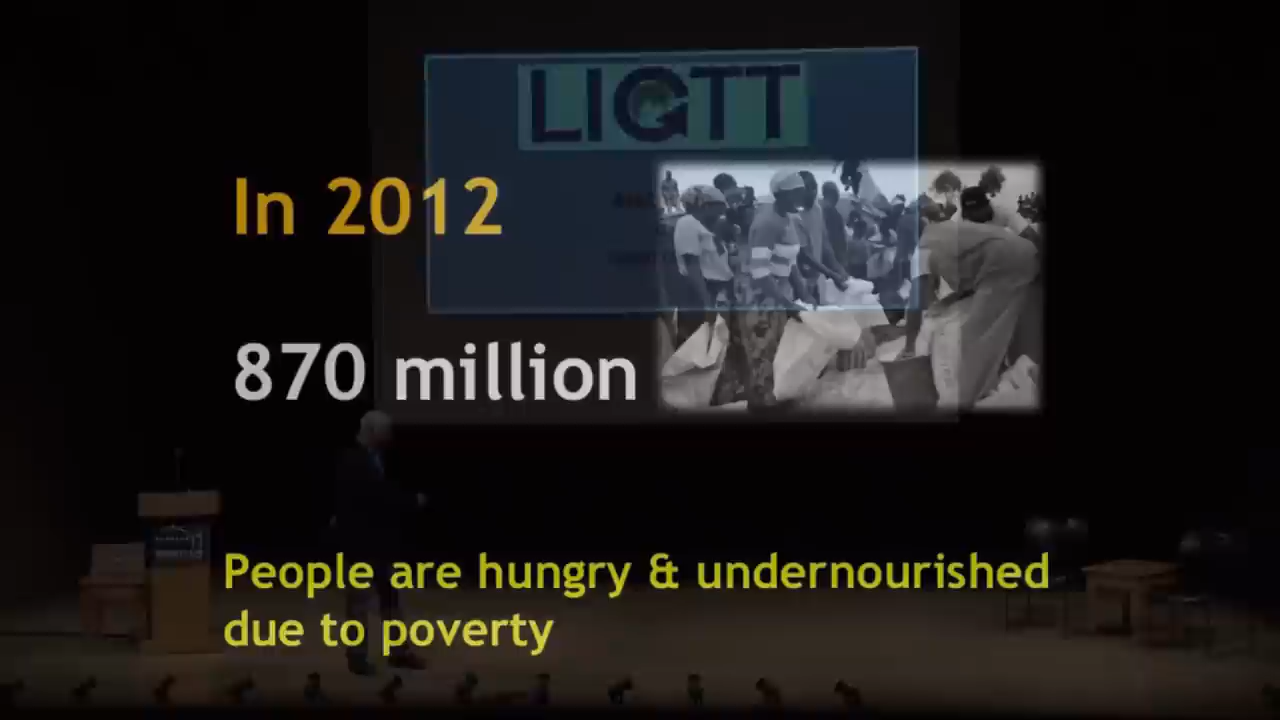 LIGTT
In 2012
870 million
People are hungry & undernourished
due to poverty